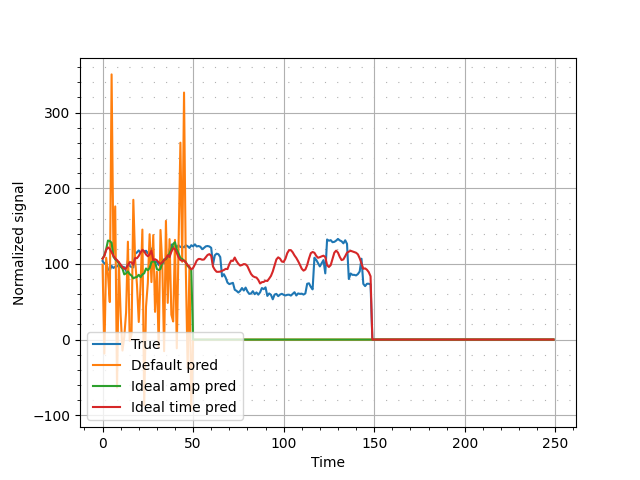 300
200
100
0
−100
Normalized signal
True
Default pred
Ideal amp pred
Ideal time pred
0 50 100 150 200 250
Time